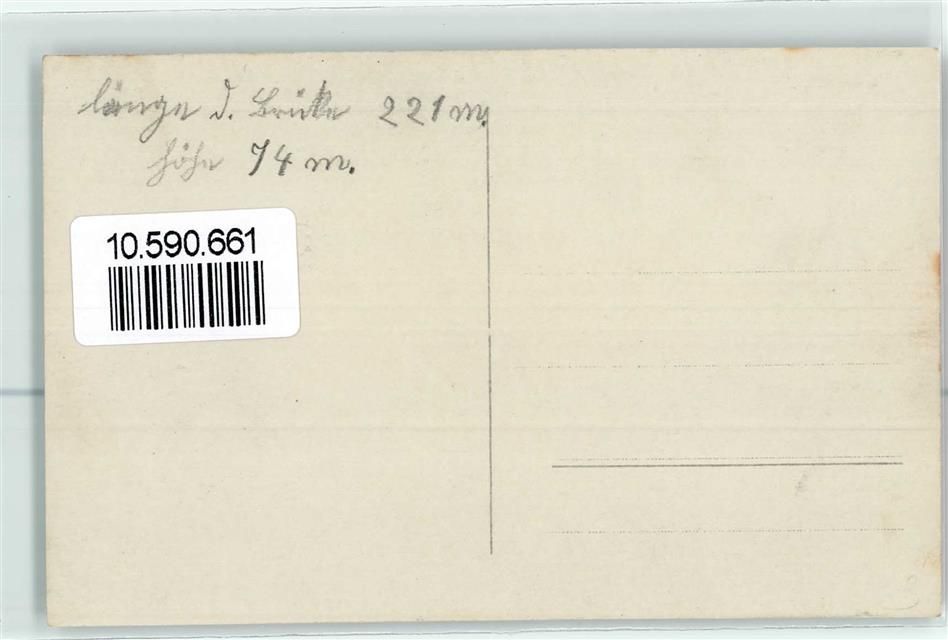 länge d. Brücke 221 m.
höhe 74 m.
10.590.661